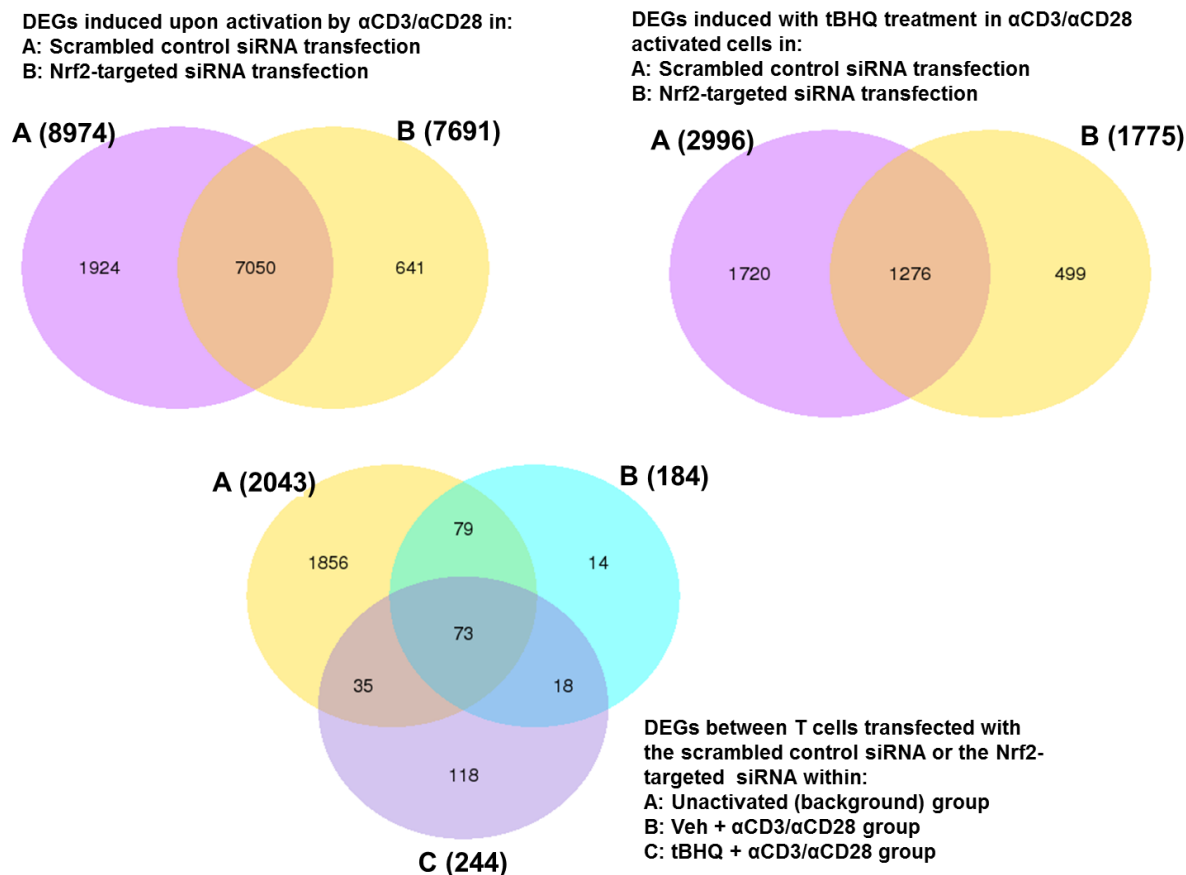 DEGs induced upon activation by αCD3/αCD28 in:
A: Scrambled control siRNA transfection
B: Nrf2-targeted siRNA transfection
A (8974)
B (7691)
1924
7050
641
DEGs induced with tBHQ treatment in αCD3/αCD28
activated cells in:
A: Scrambled control siRNA transfection
B: Nrf2-targeted siRNA transfection
A (2996)
B (1775)
1720
1276
499
A (2043)
B (184)
79
1856
14
73
35
18
118
C (244)
DEGs between T cells transfected with
the scrambled control siRNA or the Nrf2-
targeted siRNA within:
A: Unactivated (background) group
B: Veh + αCD3/αCD28 group
C: tBHQ + αCD3/αCD28 group